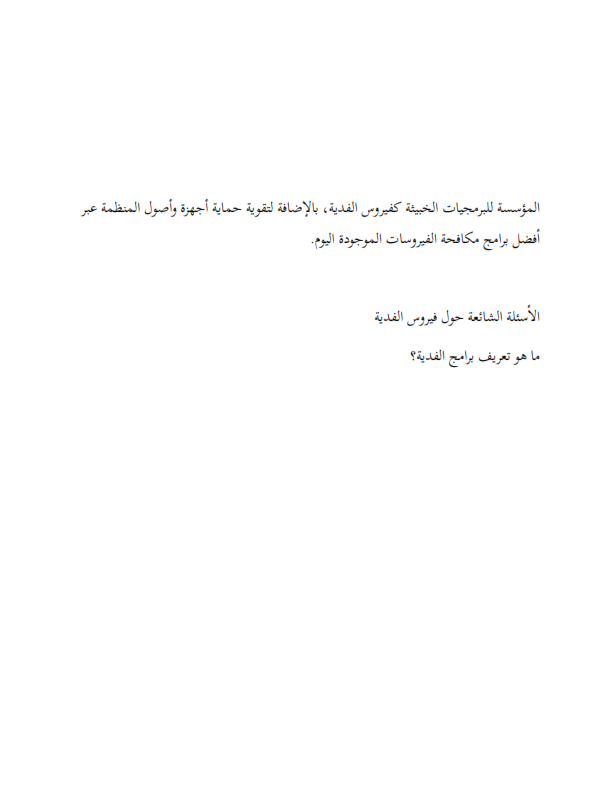 المؤسسة للبرمجيات الخبيثة كفيروس الفدية، بالإضافة لتقوية حماية أجهزة وأصول المنظمة عبر
أفضل برامج مكافحة الفيروسات الموجودة اليوم.
الأسئلة الشائعة حول فيروس الفدية
ما هو تعريف برامج الفدية؟